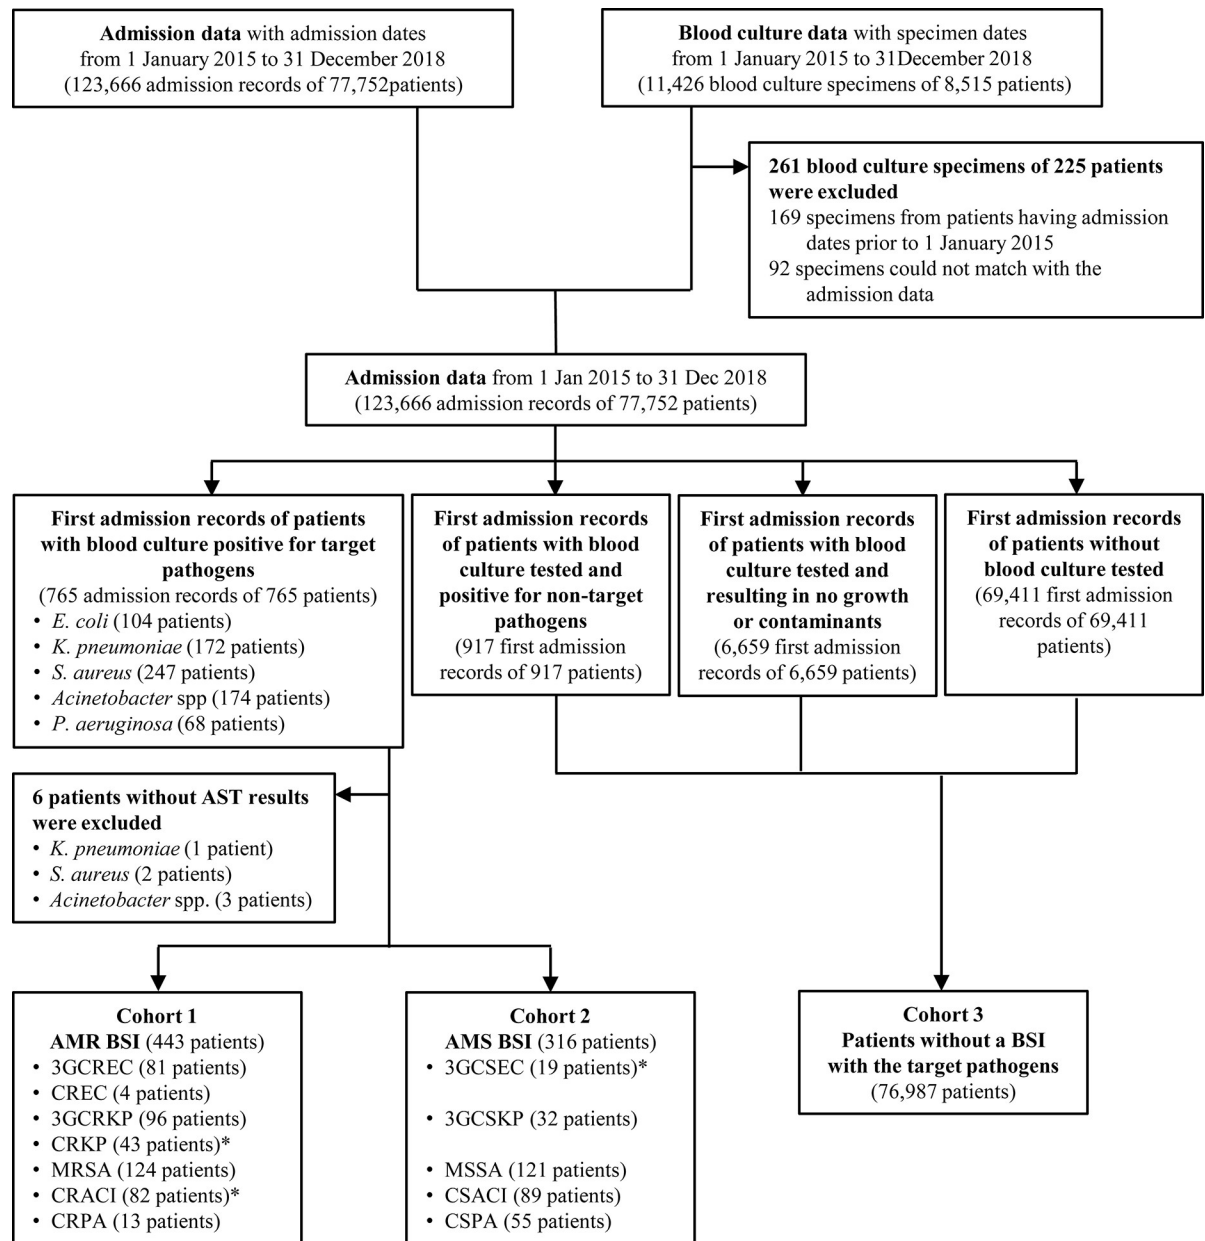 Admission data with admission dates
from 1 January 2015 to 31 December 2018
(123,666 admission records of 77,752patients)
Blood culture data with specimen dates
from 1 January 2015 to 31December 2018
(11,426 blood culture specimens of 8,515 patients)
261 blood culture specimens of 225 patients
were excluded
169 specimens from patients having admission
dates prior to 1 January 2015
92 specimens could not match with the
admission data
Admission data from 1 Jan 2015 to 31 Dec 2018
(123,666 admission records of 77,752 patients)
First admission records of patients
with blood culture positive for target
pathogens
(765 admission records of 765 patients)
• E. coli (104 patients)
• K. pneumoniae (172 patients)
• S. aureus (247 patients)
• Acinetobacter spp (174 patients)
• P. aeruginosa (68 patients)
First admission records
of patients with blood
culture tested and
positive for non-target
pathogens
(917 first admission
records of 917 patients)
First admission records
of patients with blood
culture tested and
resulting in no growth
or contaminants
(6,659 first admission
records of 6,659 patients)
First admission records
of patients without
blood culture tested
(69,411 first admission
records of 69,411
patients)
6 patients without AST results
were excluded
• K. pneumoniae (1 patient)
• S. aureus (2 patients)
• Acinetobacter spp. (3 patients)
Cohort 1
AMR BSI (443 patients)
• 3GCREC (81 patients)
• CREC (4 patients)
• 3GCRKP (96 patients)
• CRKP (43 patients)*
• MRSA (124 patients)
• CRACI (82 patients)*
• CRPA (13 patients)
Cohort 2
AMS BSI (316 patients)
• 3GCSEC (19 patients)*
• 3GCSKP (32 patients)
• MSSA (121 patients)
• CSACI (89 patients)
• CSPA (55 patients)
Cohort 3
Patients without a BSI
with the target pathogens
(76,987 patients)